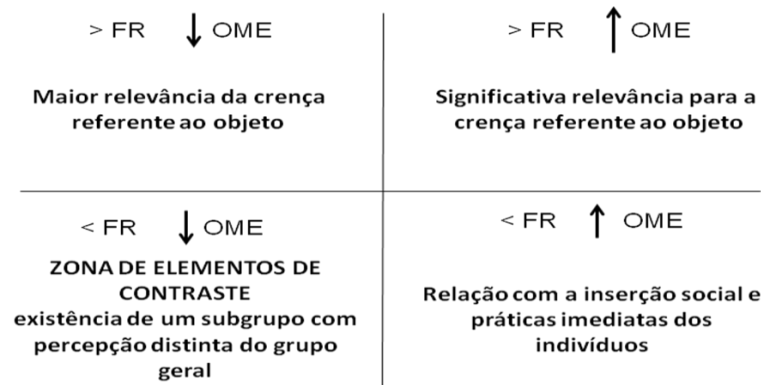 > FR ↓ OME
Maior relevância da crença
referente ao objeto
> FR ↑ OME
Significativa relevância para a
crença referente ao objeto
< FR ↓ OME
ZONA DE ELEMENTOS DE
CONTRASTE
existência de um subgrupo com
percepção distinta do grupo
geral
< FR ↑ OME
Relação com a inserção social e
práticas imediatas dos
indivíduos